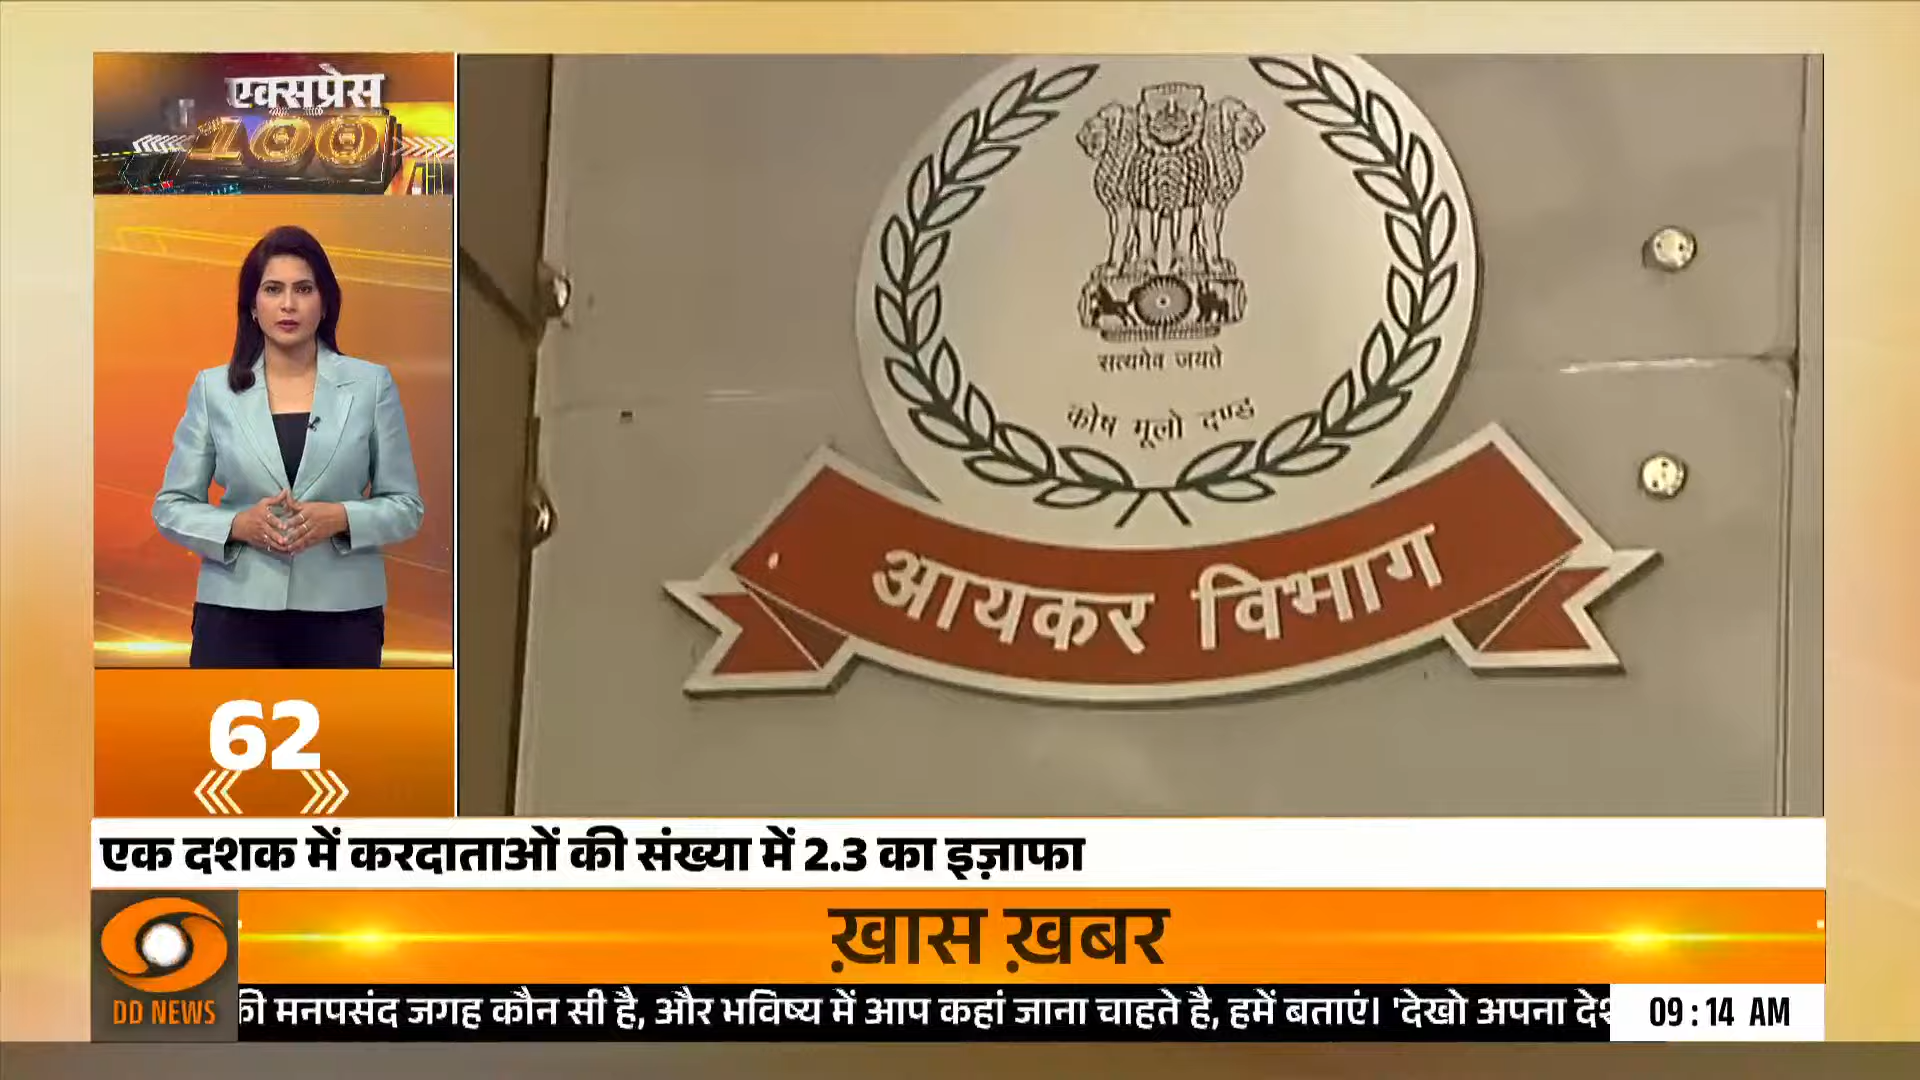 एक्सप्रेस
100
सत्यमेव जयते
कोष मूलो दण्ड
आयकर विभाग
62
एक दशक में करदाताओं की संख्या में 2.3 का इज़ाफा
ख़ास ख़बर
DD NEWS
की मनपसंद जगह कौन सी है, और भविष्य में आप कहां जाना चाहते है, हमें बताएं। 'देखो अपना
09:14 AM